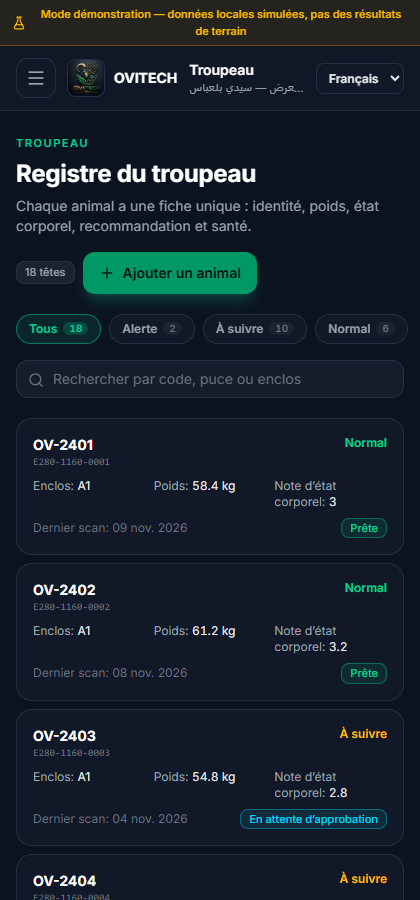 Mode démonstration — données locales simulées, pas des résultats
de terrain
OVITECH
Troupeau
Français
…عرض — سيدي بلعباس
TROUPEAU
Registre du troupeau
Chaque animal a une fiche unique : identité, poids, état
corporel, recommandation et santé.
18 têtes
+ Ajouter un animal
Tous 18
Alerte 2
À suivre 10
Normal 6
Rechercher par code, puce ou enclos
OV-2401
Normal
E280-1160-0001
Enclos: A1
Poids: 58.4 kg
Note d'état
corporel: 3
Dernier scan: 09 nov. 2026
Prête
OV-2402
Normal
E280-1160-0002
Enclos: A1
Poids: 61.2 kg
Note d'état
corporel: 3.2
Dernier scan: 08 nov. 2026
Prête
OV-2403
À suivre
E280-1160-0003
Enclos: A1
Poids: 54.8 kg
Note d'état
corporel: 2.8
Dernier scan: 04 nov. 2026
En attente d'approbation
OV-2404
À suivre
E280-1160-0004